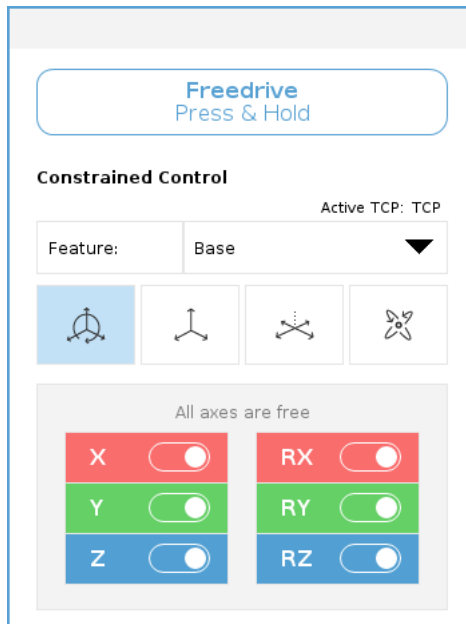 Freedrive
Press & Hold
Constrained Control
Active TCP: TCP
Feature: Base
All axes are free
X RX
Y RY
Z RZ